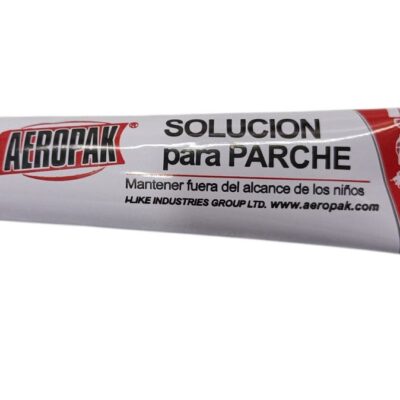 AEROPAK®
SOLUCION
para PARCHE
Mantener fuera del alcance de los niños
I-LIKE INDUSTRIES GROUP LTD. www.aeropak.com